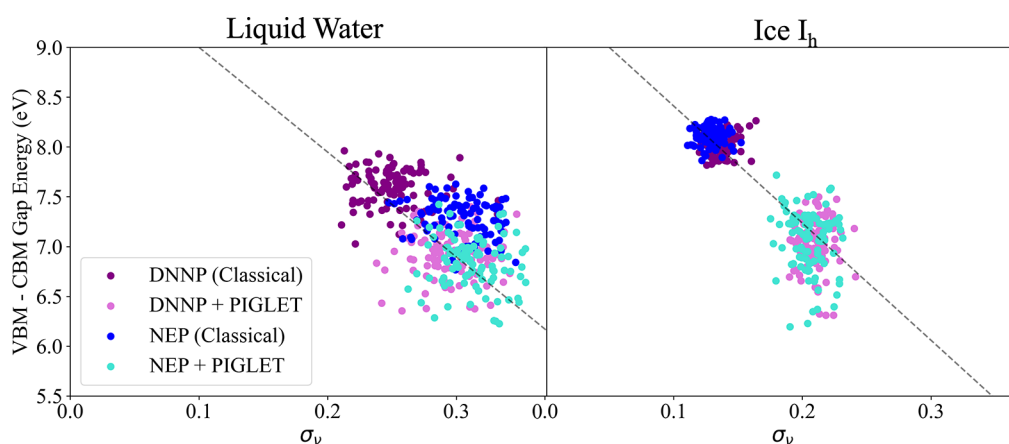 Liquid Water
Ice Iₕ
VBM - CBM Gap Energy (eV)
9.0
8.5
8.0
7.5
7.0
6.5
6.0
5.5
DNNP (Classical)
DNNP + PIGLET
NEP (Classical)
NEP + PIGLET
0.0 0.1 0.2 0.3 0.0 0.1 0.2 0.3
σᵥ σᵥ